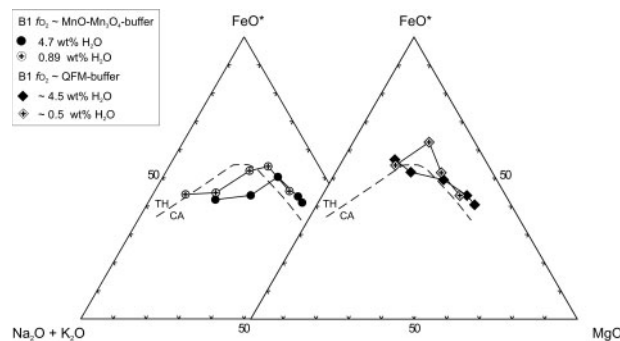 B1 fO₂ ~ MnO-Mn₃O₄-buffer
4.7 wt% H₂O
0.89 wt% H₂O
B1 fO₂ ~ QFM-buffer
~ 4.5 wt% H₂O
~ 0.5 wt% H₂O
FeO* FeO*
50 50
TH TH
CA CA
50 50
Na₂O + K₂O MgO